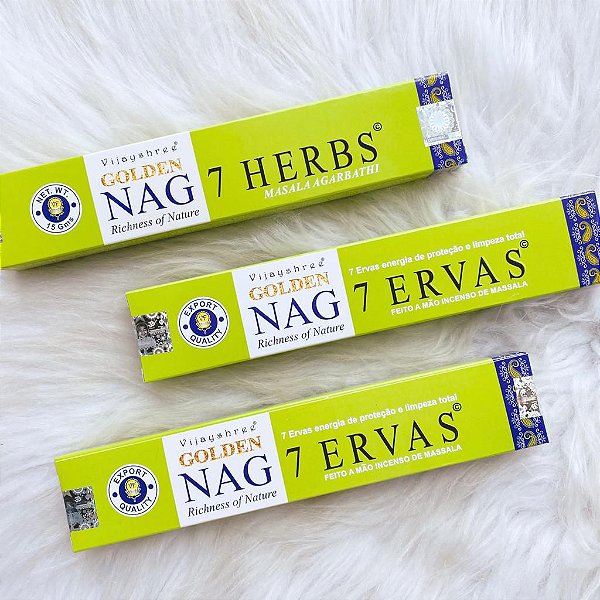 NET. WT.
15 Gms
Vijayshree
GOLDEN
NAG
Richness of Nature
7 HERBS©
MASALA AGARBATHI
EXPORT
QUALITY
Vijayshree
GOLDEN
NAG
Richness of Nature
7 Ervas energia de proteção e limpeza total
7 ERVAS©
FEITO A MÃO INCENSO DE MASSALA
EXPORT
QUALITY
Vijayshree
GOLDEN
NAG
Richness of Nature
7 Ervas energia de proteção e limpeza total
7 ERVAS©
FEITO A MÃO INCENSO DE MASSALA